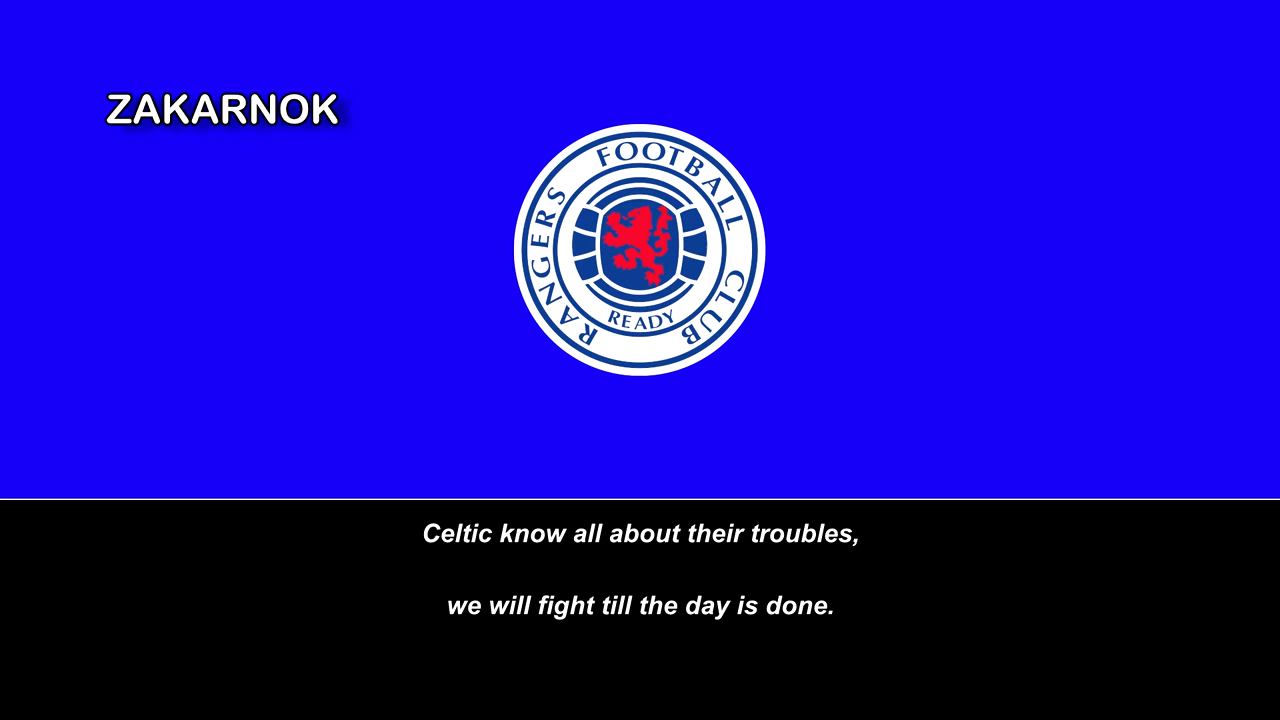 ZAKARNOK
RANGERS FOOTBALL CLUB
READY
Celtic know all about their troubles,
we will fight till the day is done.